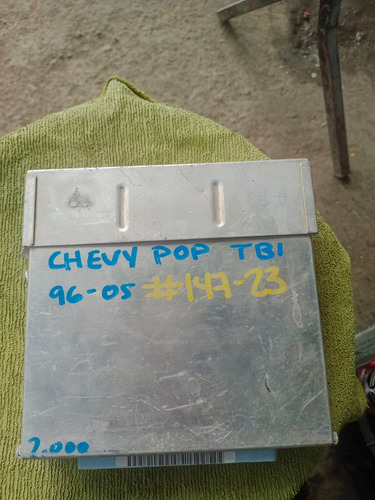 CHEVY POP TBI
96-05 #147-23
2.000